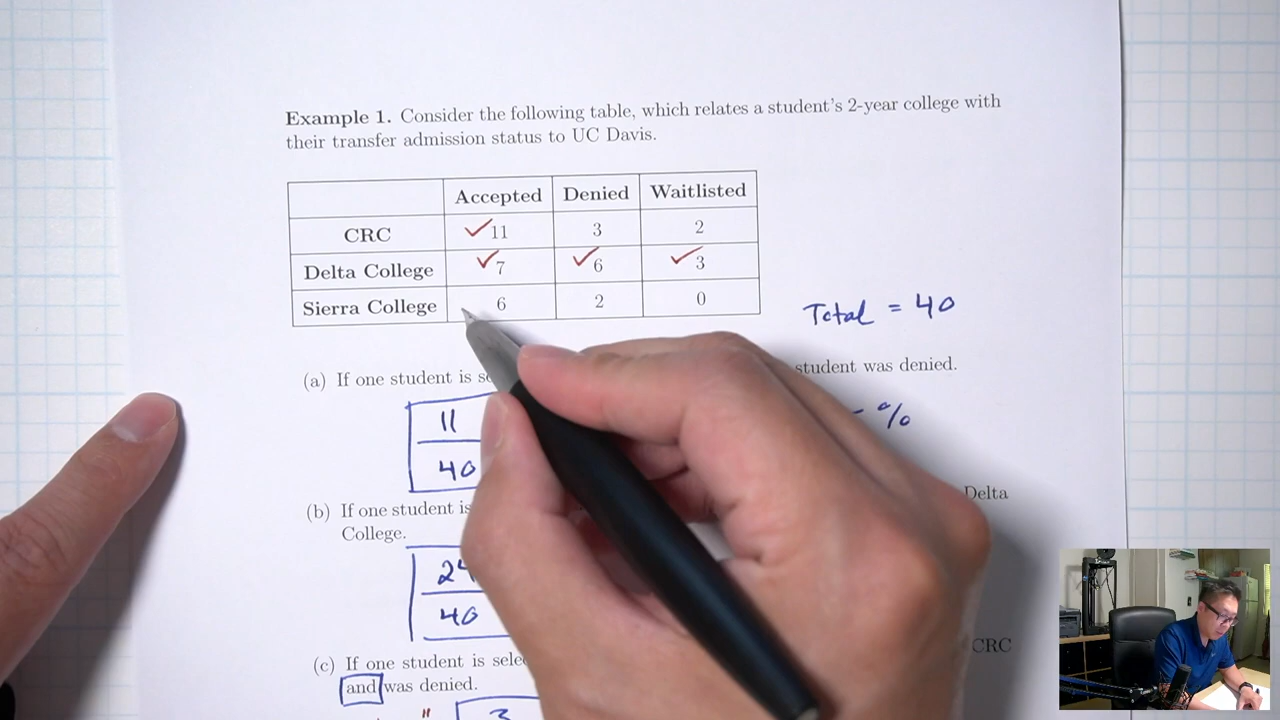 Example 1. Consider the following table, which relates a student's 2-year college with
their transfer admission status to UC Davis.
Accepted Denied Waitlisted
CRC ✓11 3 2
Delta College ✓7 ✓6 ✓3
Sierra College 6 2 0
Total = 40
(a) If one student is student was denied.
11
40
%
(b) If one student is Delta
College.
40
(c) If one student is CRC
and was denied.
"
3